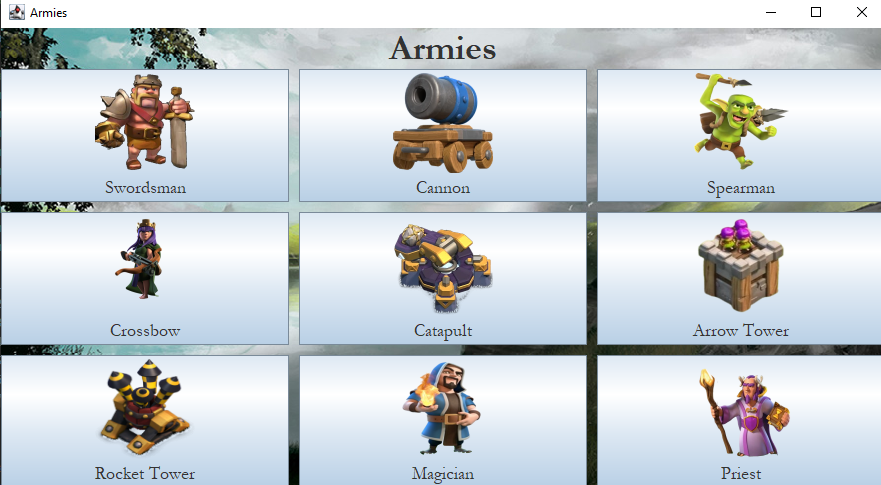 Armies
Armies
Swordsman
Cannon
Spearman
Crossbow
Catapult
Arrow Tower
Rocket Tower
Magician
Priest